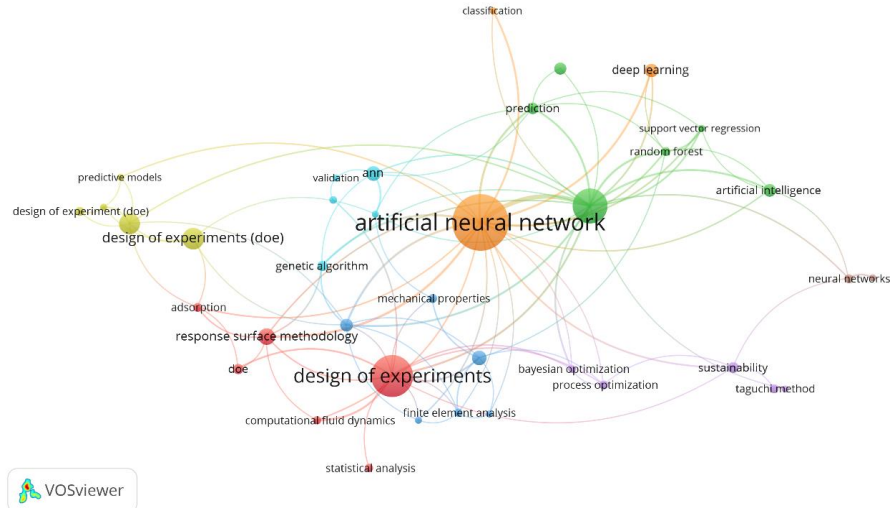 classification
deep learning
prediction
support vector regression
random forest
predictive models
validation
ann
artificial intelligence
design of experiment (doe)
artificial neural network
design of experiments (doe)
genetic algorithm
neural networks
mechanical properties
adsorption
response surface methodology
doe
design of experiments
bayesian optimization
sustainability
process optimization
taguchi method
finite element analysis
computational fluid dynamics
statistical analysis
VOSviewer